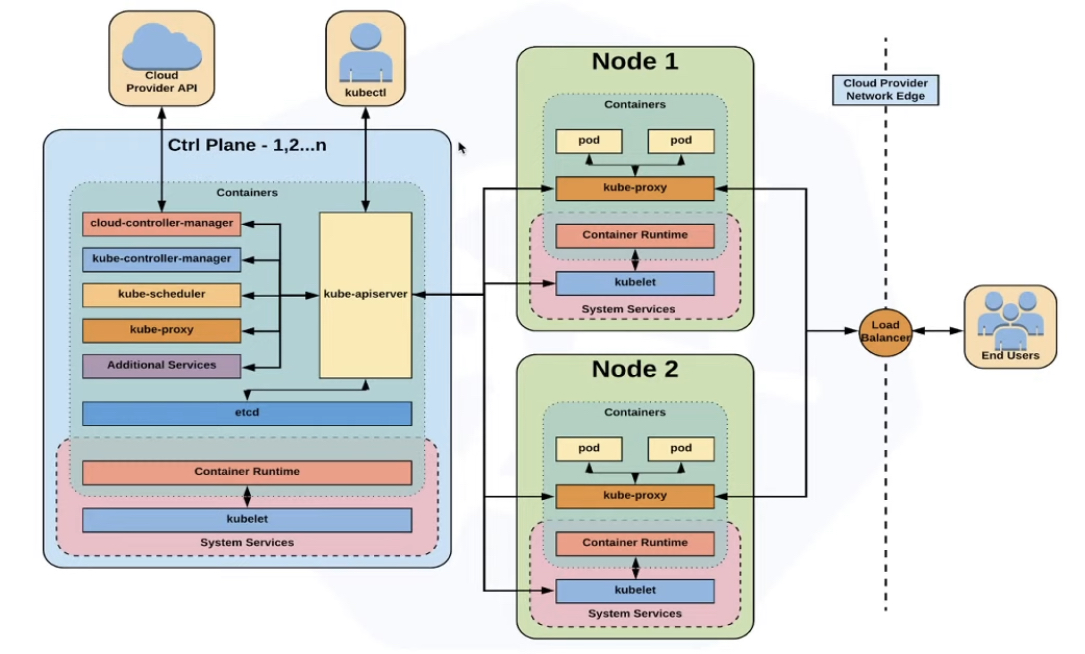 Cloud
Provider API
kubectl
Ctrl Plane - 1,2...n
Containers
cloud-controller-manager
kube-controller-manager
kube-scheduler
kube-proxy
Additional Services
kube-apiserver
etcd
Container Runtime
kubelet
System Services
Node 1
Containers
pod
pod
kube-proxy
Container Runtime
kubelet
System Services
Node 2
Containers
pod
pod
kube-proxy
Container Runtime
kubelet
System Services
Cloud Provider
Network Edge
Load
Balancer
End Users